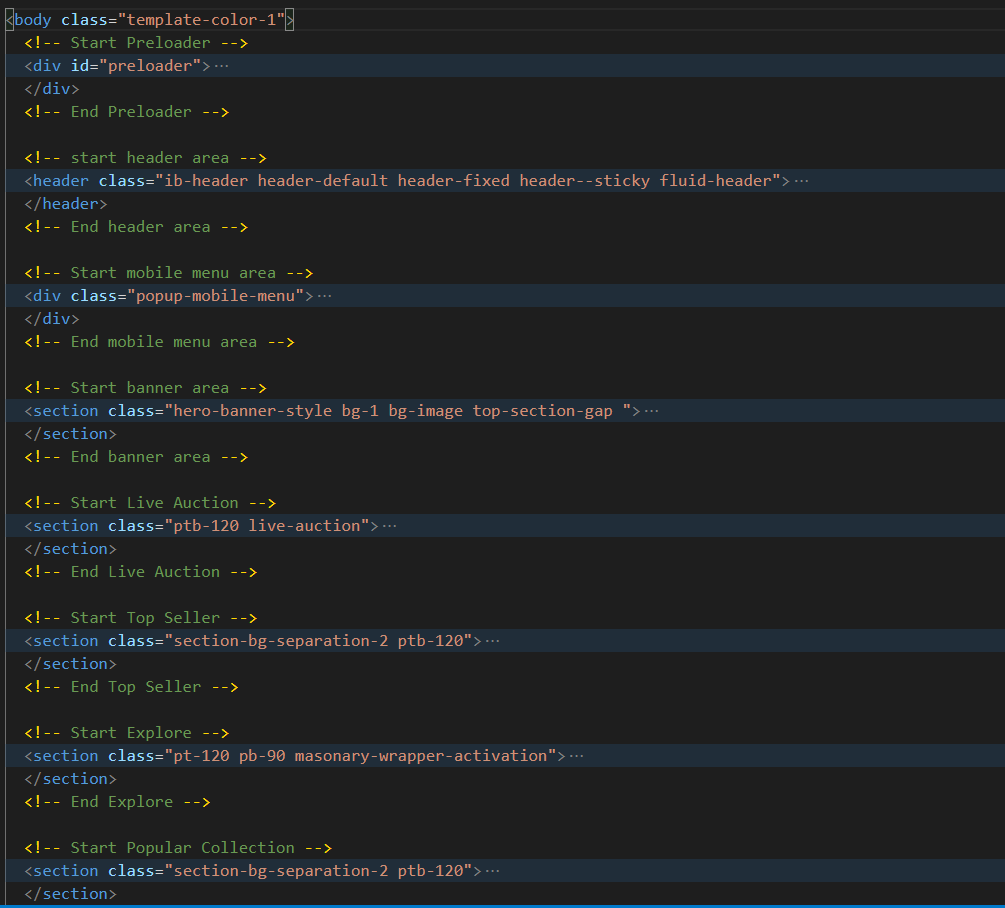 <body class="template-color-1">
<!-- Start Preloader -->
<div id="preloader">…
</div>
<!-- End Preloader -->
<!-- start header area -->
<header class="ib-header header-default header-fixed header--sticky fluid-header">…
</header>
<!-- End header area -->
<!-- Start mobile menu area -->
<div class="popup-mobile-menu">…
</div>
<!-- End mobile menu area -->
<!-- Start banner area -->
<section class="hero-banner-style bg-1 bg-image top-section-gap ">…
</section>
<!-- End banner area -->
<!-- Start Live Auction -->
<section class="ptb-120 live-auction">…
</section>
<!-- End Live Auction -->
<!-- Start Top Seller -->
<section class="section-bg-separation-2 ptb-120">…
</section>
<!-- End Top Seller -->
<!-- Start Explore -->
<section class="pt-120 pb-90 masonary-wrapper-activation">…
</section>
<!-- End Explore -->
<!-- Start Popular Collection -->
<section class="section-bg-separation-2 ptb-120">…
</section>